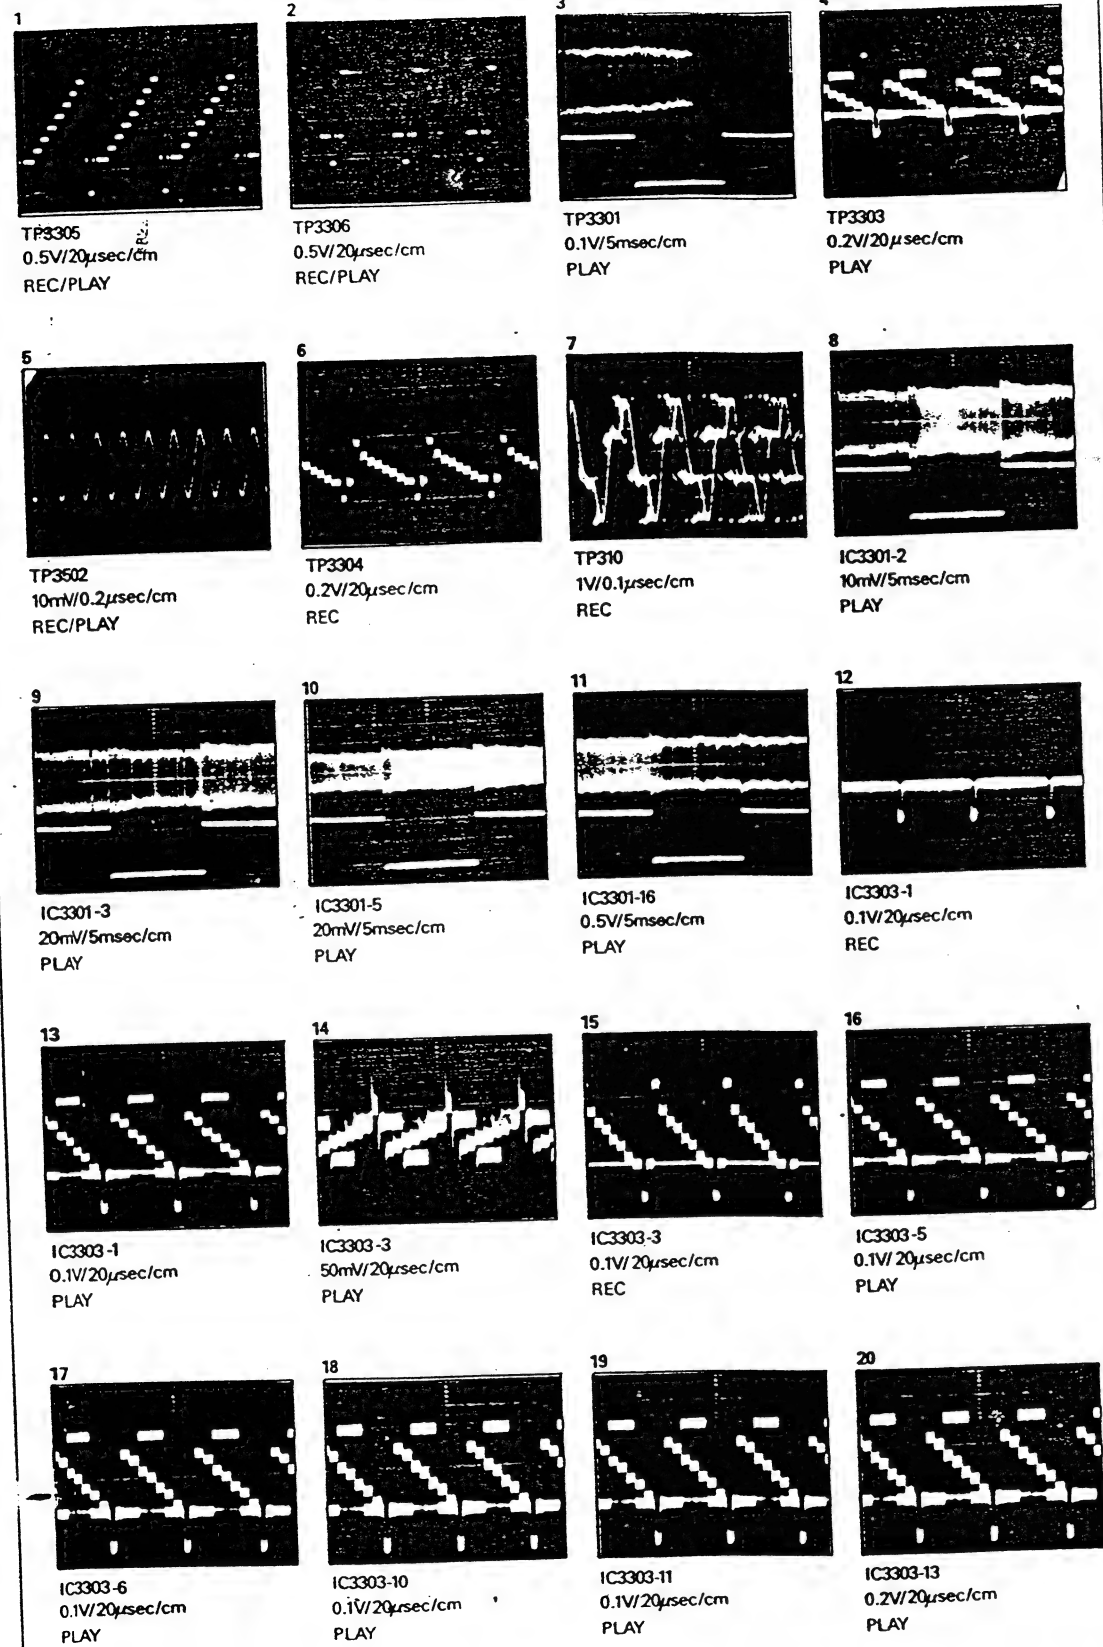 1
TP3305
0.5V/20μsec/cm
REC/PLAY
2
TP3306
0.5V/20μsec/cm
REC/PLAY
3
TP3301
0.1V/5msec/cm
PLAY
4
TP3303
0.2V/20μsec/cm
PLAY
5
TP3502
10mV/0.2μsec/cm
REC/PLAY
6
TP3304
0.2V/20μsec/cm
REC
7
TP310
1V/0.1μsec/cm
REC
8
IC3301-2
10mV/5msec/cm
PLAY
9
IC3301-3
20mV/5msec/cm
PLAY
10
IC3301-5
20mV/5msec/cm
PLAY
11
IC3301-16
0.5V/5msec/cm
PLAY
12
IC3303-1
0.1V/20μsec/cm
REC
13
IC3303-1
0.1V/20μsec/cm
PLAY
14
IC3303-3
50mV/20μsec/cm
PLAY
15
IC3303-3
0.1V/20μsec/cm
REC
16
IC3303-5
0.1V/20μsec/cm
PLAY
17
IC3303-6
0.1V/20μsec/cm
PLAY
18
IC3303-10
0.1V/20μsec/cm
PLAY
19
IC3303-11
0.1V/20μsec/cm
PLAY
20
IC3303-13
0.2V/20μsec/cm
PLAY